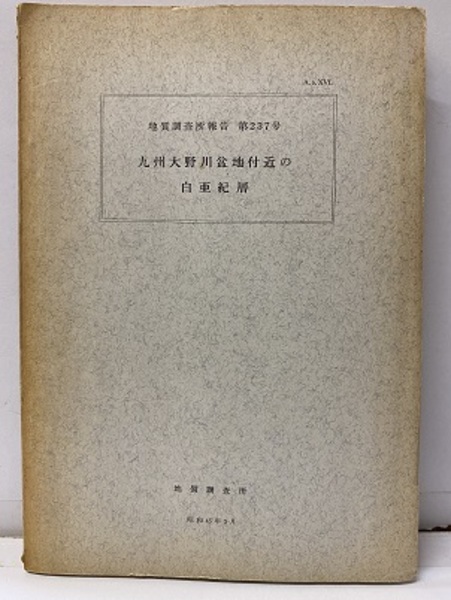 地質調査所報告 第237号
九州大野川盆地付近の
白亜紀層
地質調査所